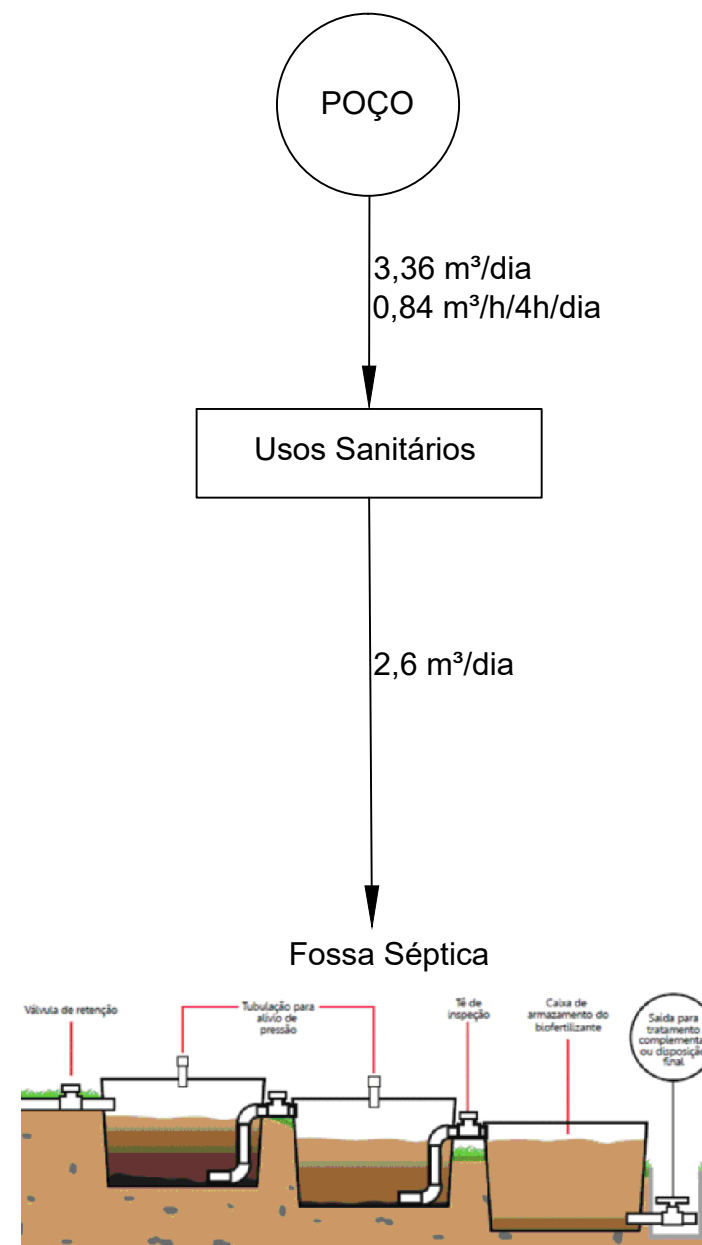 POÇO
3,36 m³/dia
0,84 m³/h/4h/dia
Usos Sanitários
2,6 m³/dia
Fossa Séptica
Válvula de retenção
Tubulação para
alívio de
pressão
Tê de
inspeção
Caixa de
armazamento do
biofertilizante
Saída para
tratamento
complementa
ou disposição
final